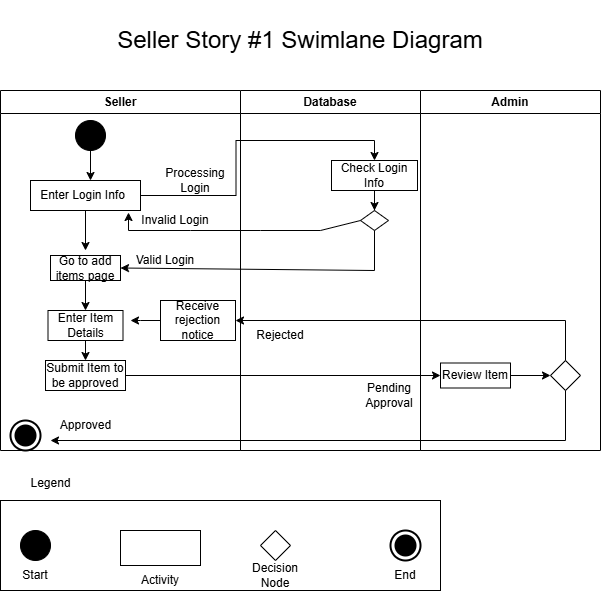 Seller Story #1 Swimlane Diagram
Seller
Database
Admin
Processing
Login
Check Login
Info
Enter Login Info
Invalid Login
Go to add
items page
Valid Login
Enter Item
Details
Receive
rejection
notice
Rejected
Submit Item to
be approved
Review Item
Pending
Approval
Approved
Legend
Start
Activity
Decision
Node
End